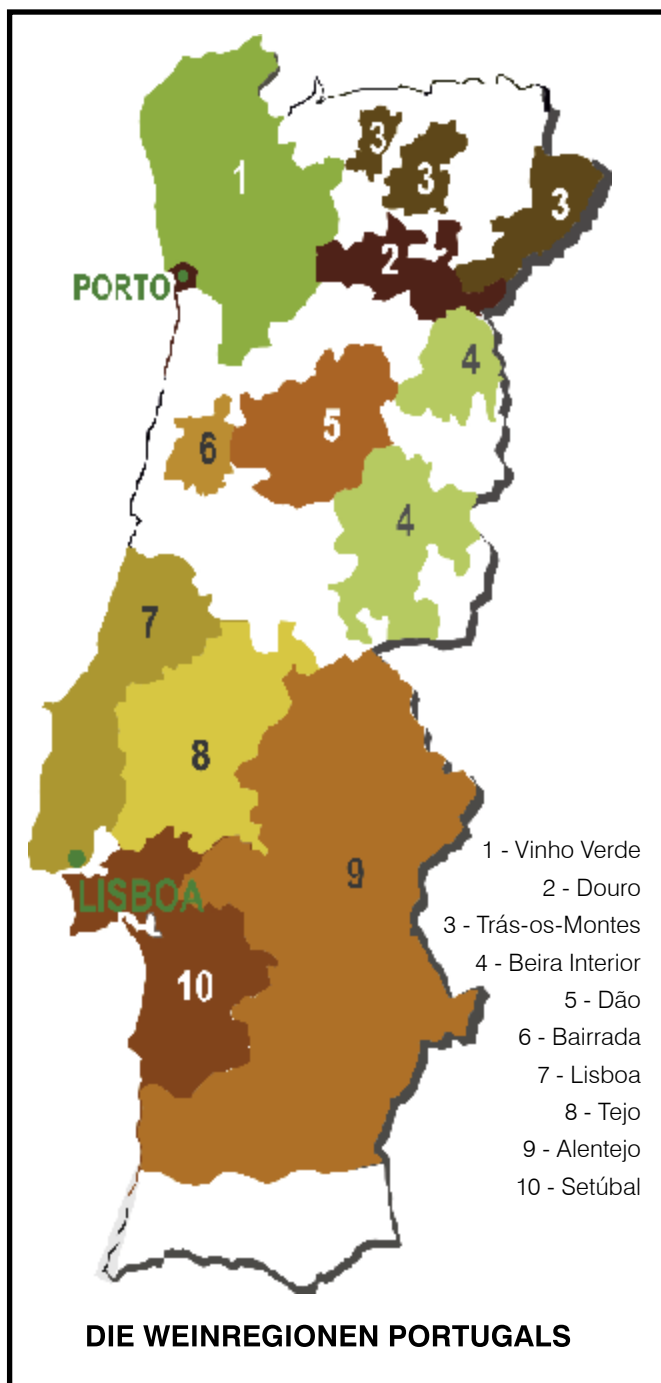 1
3
3
3
2
PORTO
4
5
6
4
7
8
9
LISBOA
10
1 - Vinho Verde
2 - Douro
3 - Trás-os-Montes
4 - Beira Interior
5 - Dão
6 - Bairrada
7 - Lisboa
8 - Tejo
9 - Alentejo
10 - Setúbal
DIE WEINREGIONEN PORTUGALS